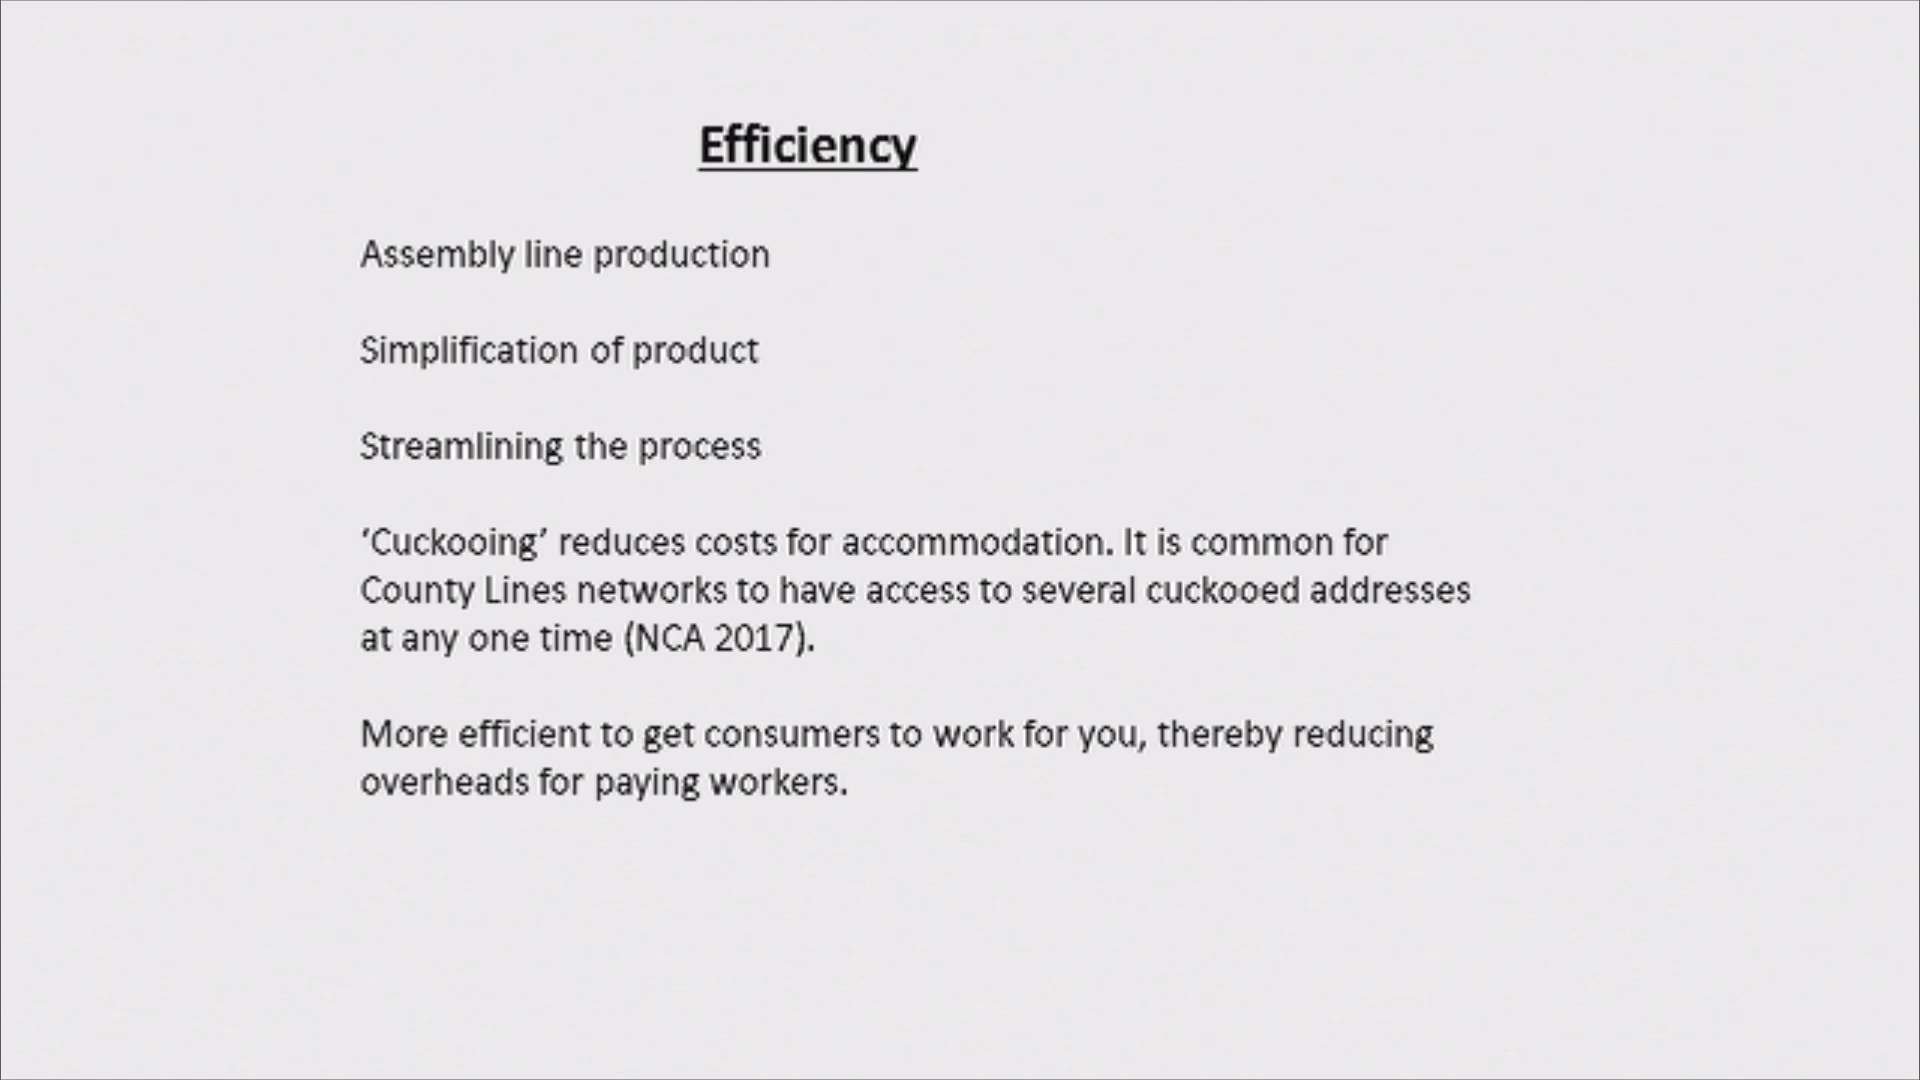 Efficiency
Assembly line production
Simplification of product
Streamlining the process
‘Cuckooing’ reduces costs for accommodation. It is common for
County Lines networks to have access to several cuckooed addresses
at any one time (NCA 2017).
More efficient to get consumers to work for you, thereby reducing
overheads for paying workers.